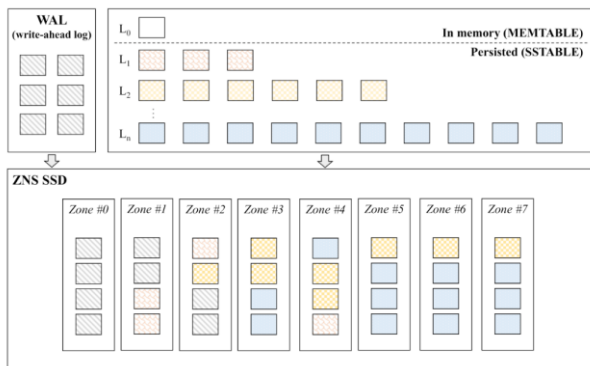 WAL
(write-ahead log)
L0
In memory (MEMTABLE)
Persisted (SSTABLE)
L1
L2
⋮
Ln
ZNS SSD
Zone #0 Zone #1 Zone #2 Zone #3 Zone #4 Zone #5 Zone #6 Zone #7